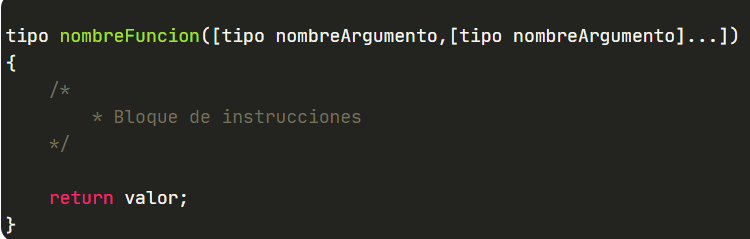 tipo nombreFuncion([tipo nombreArgumento,[tipo nombreArgumento]...])
{
    /*
        * Bloque de instrucciones
    */

    return valor;
}